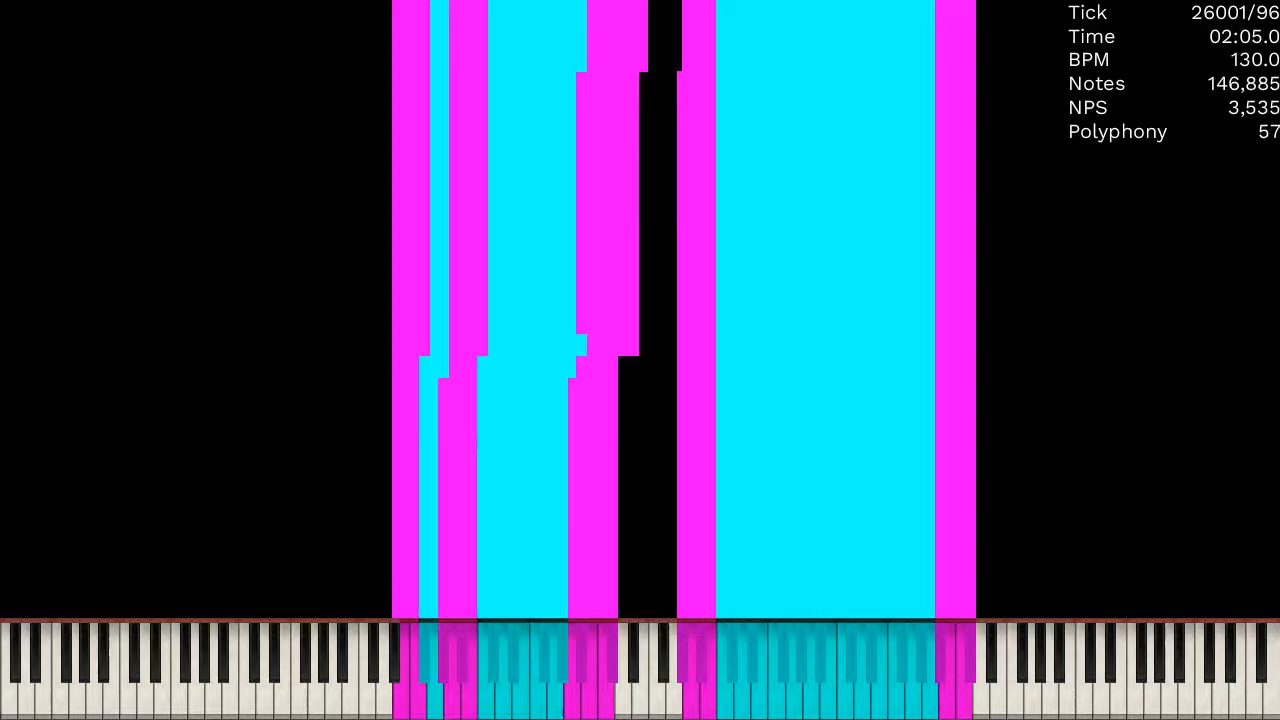 Tick 26001/96
Time 02:05.0
BPM 130.0
Notes 146,885
NPS 3,535
Polyphony 57